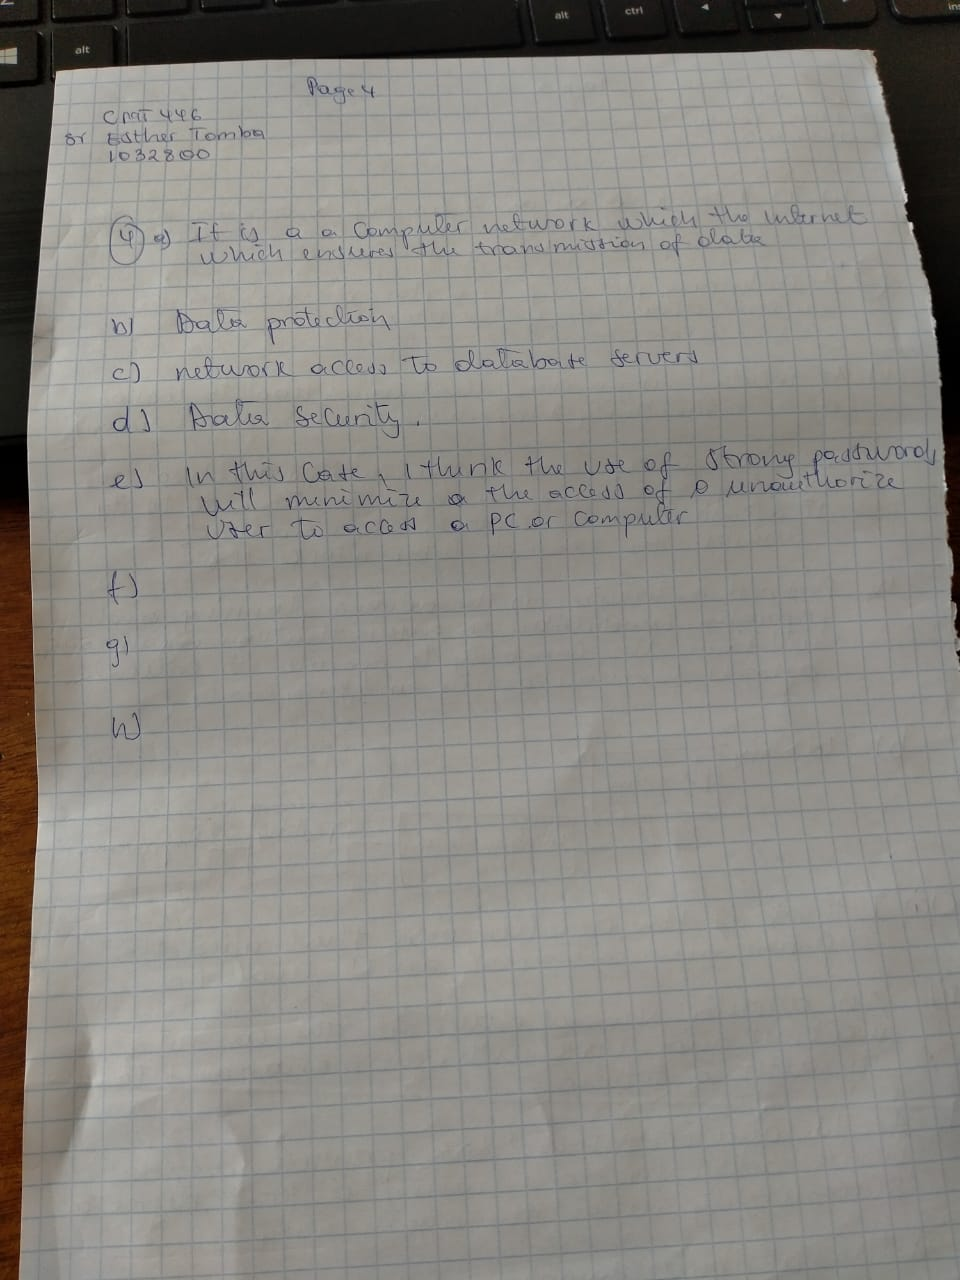 alt
ctrl
alt
Page 4
CMT 446
Sr Esther Tomba
1032800
4 a) It is a a Computer network which the internet
which ensures the transmission of data
b) Data protection
c) network access to database servers
d) Data Security.
e) In this Case, I think the use of strong passwords
will minimize a the access of a unauthorize
user to access a PC or computer
f)
g)
h)